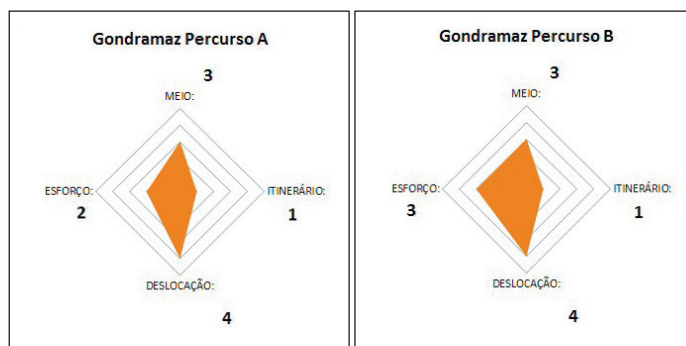 Gondramaz Percurso A
3
MEIO:
ESFORÇO:
2
ITINERÁRIO:
1
DESLOCAÇÃO:
4
Gondramaz Percurso B
3
MEIO:
ESFORÇO:
3
ITINERÁRIO:
1
DESLOCAÇÃO:
4